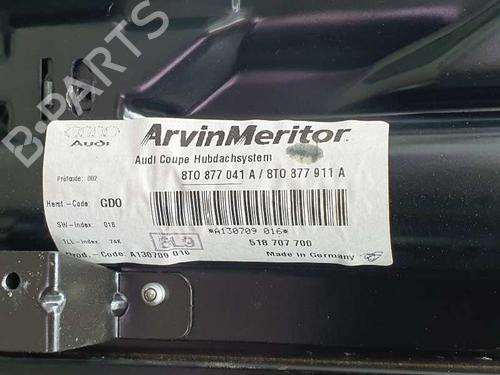 B-PARTS
Audi
ArvinMeritor
Audi Coupe Hubdachsystem
8T0 877 041 A / 8T0 877 911 A
Prüfcode: 002
Herst.-Code GDO
SW-Index: 016
*A130709 016*
TLL-Index: 74K
518 707 700
Prod.-Code: A130709 016
Made in Germany